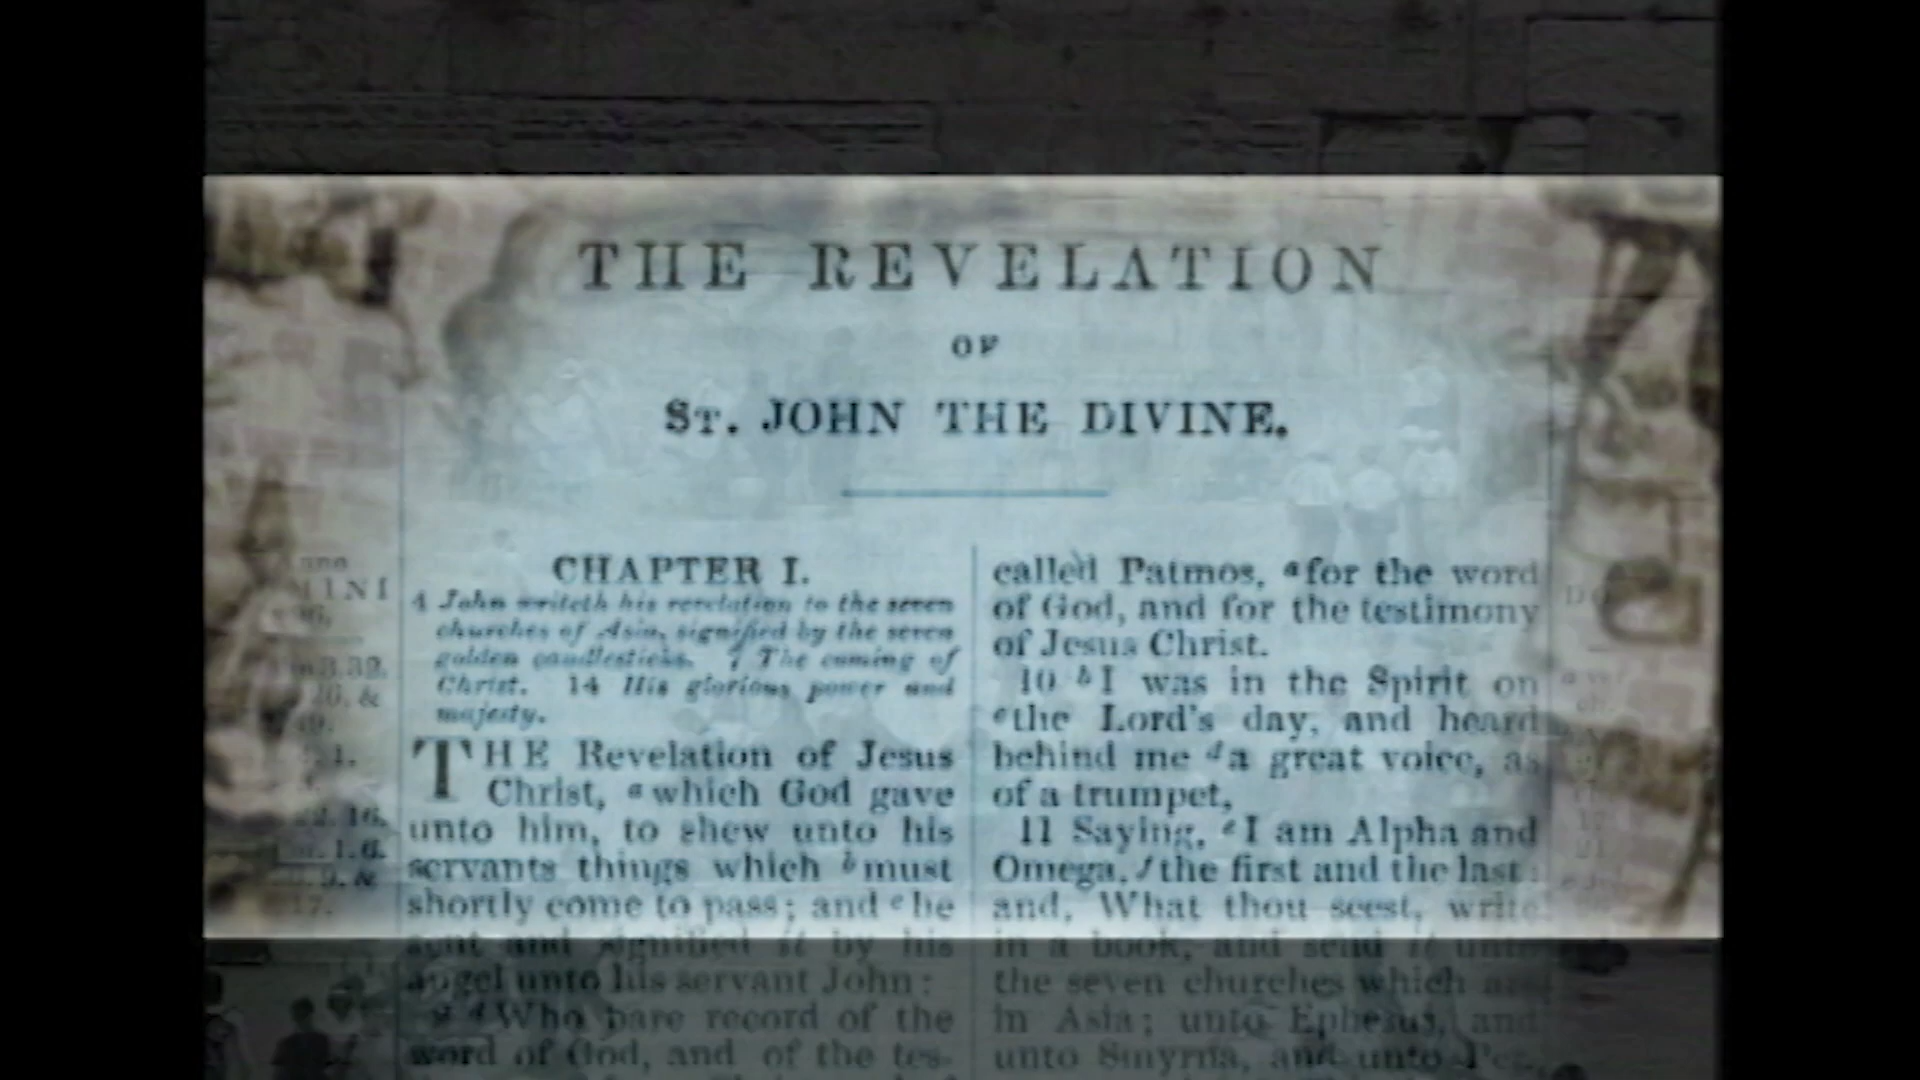 THE REVELATION
OF
ST. JOHN THE DIVINE.
CHAPTER I.
4 John writeth his revelation to the seven
churches of Asia, signified by the seven
golden candlesticks. 7 The coming of
Christ. 14 His glorious power and
majesty.
THE Revelation of Jesus
Christ, a which God gave
unto him, to shew unto his
servants things which b must
shortly come to pass; and c he
sent and signified it by his
angel unto his servant John:
2 d Who bare record of the
word of God, and of the tes-
called Patmos, a for the word
of God, and for the testimony
of Jesus Christ.
10 b I was in the Spirit on
c the Lord's day, and heard
behind me d a great voice, as
of a trumpet,
11 Saying, e I am Alpha and
Omega, f the first and the last:
and, What thou seest, write
in a book, and send it unto
the seven churches which are
in Asia; unto Ephesus, and
unto Smyrna, and unto Per-